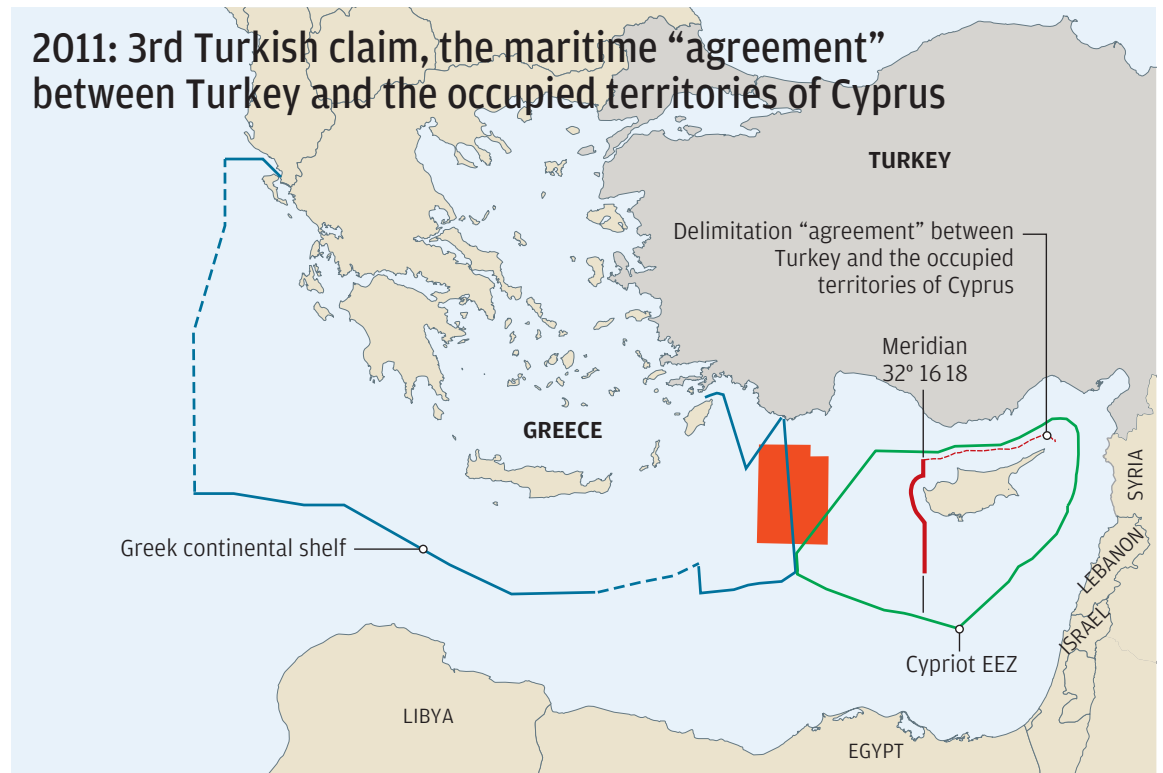 2011: 3rd Turkish claim, the maritime “agreement”
between Turkey and the occupied territories of Cyprus
TURKEY
Delimitation “agreement” between
Turkey and the occupied
territories of Cyprus
Meridian
32º 16 18
GREECE
SYRIA
Greek continental shelf
LEBANON
ISRAEL
Cypriot EEZ
LIBYA
EGYPT